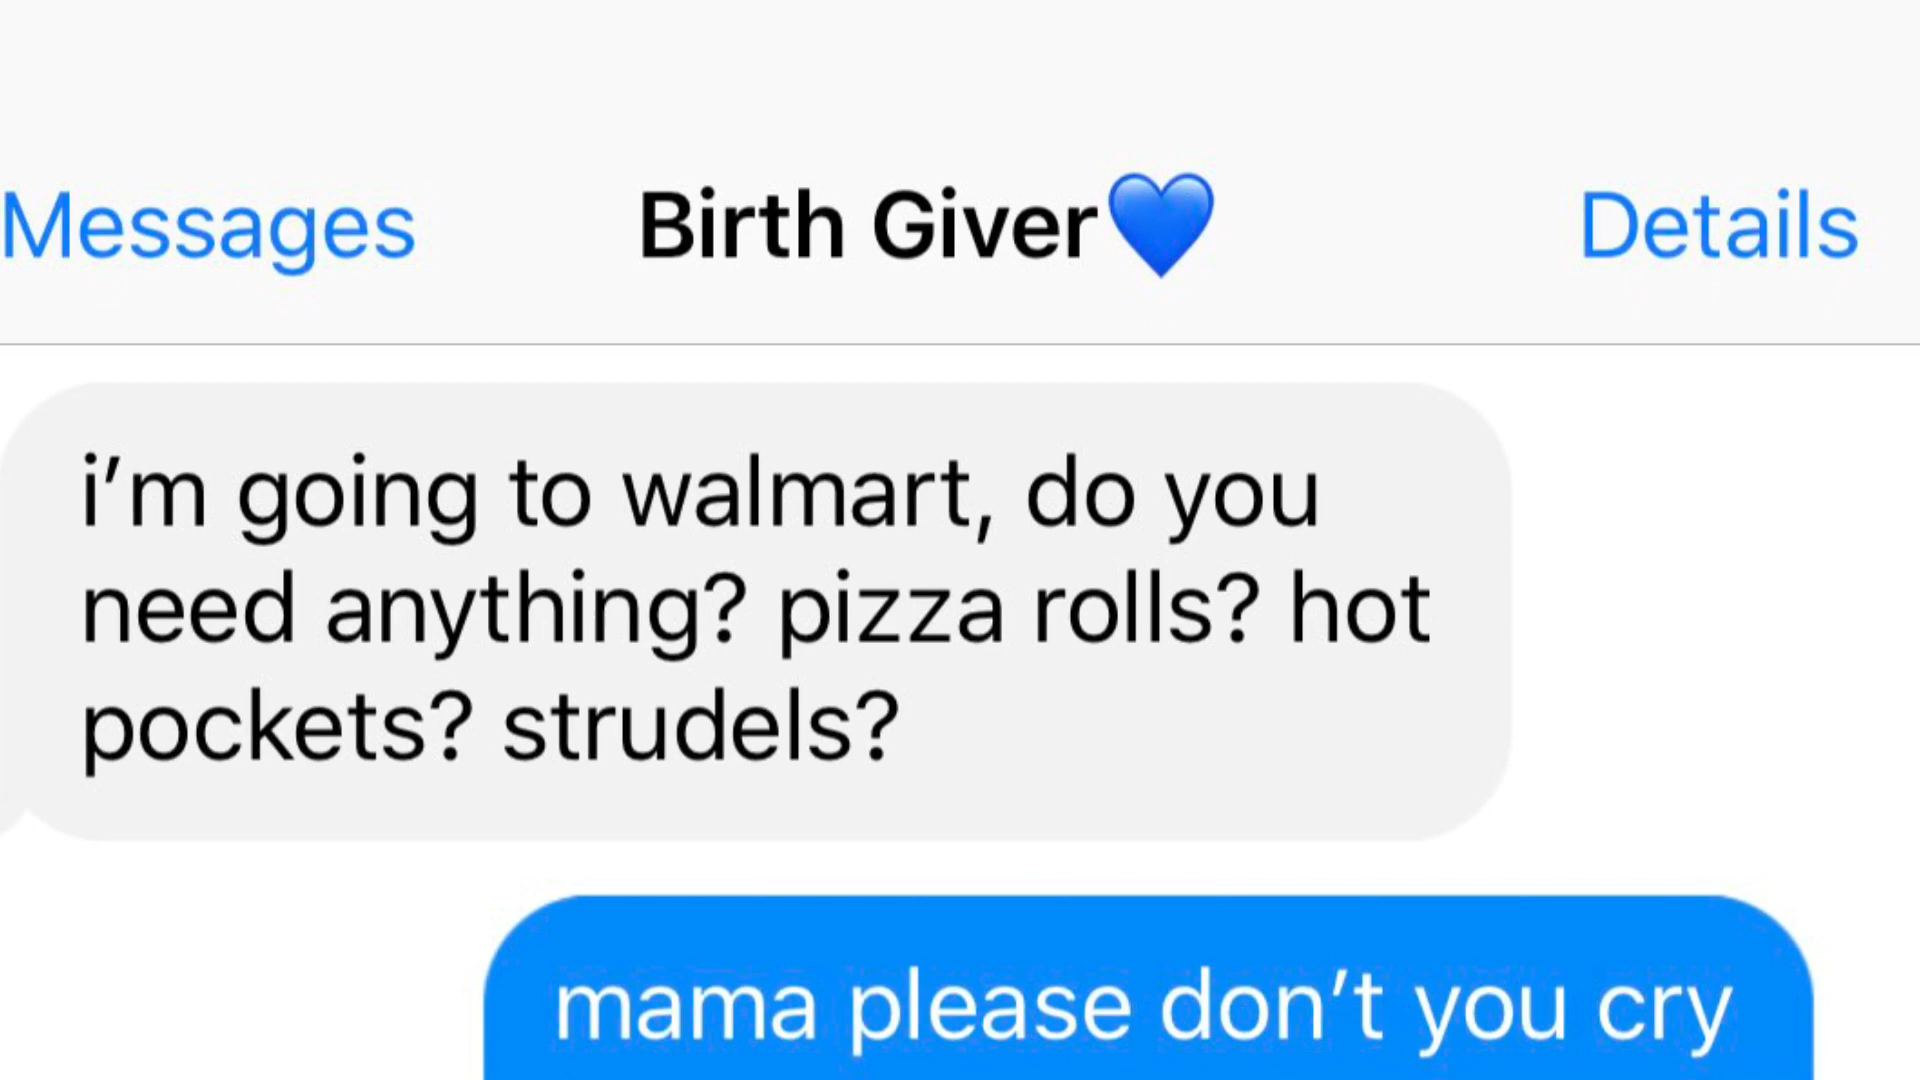 Messages
Birth Giver💙
Details
i’m going to walmart, do you
need anything? pizza rolls? hot
pockets? strudels?
mama please don’t you cry